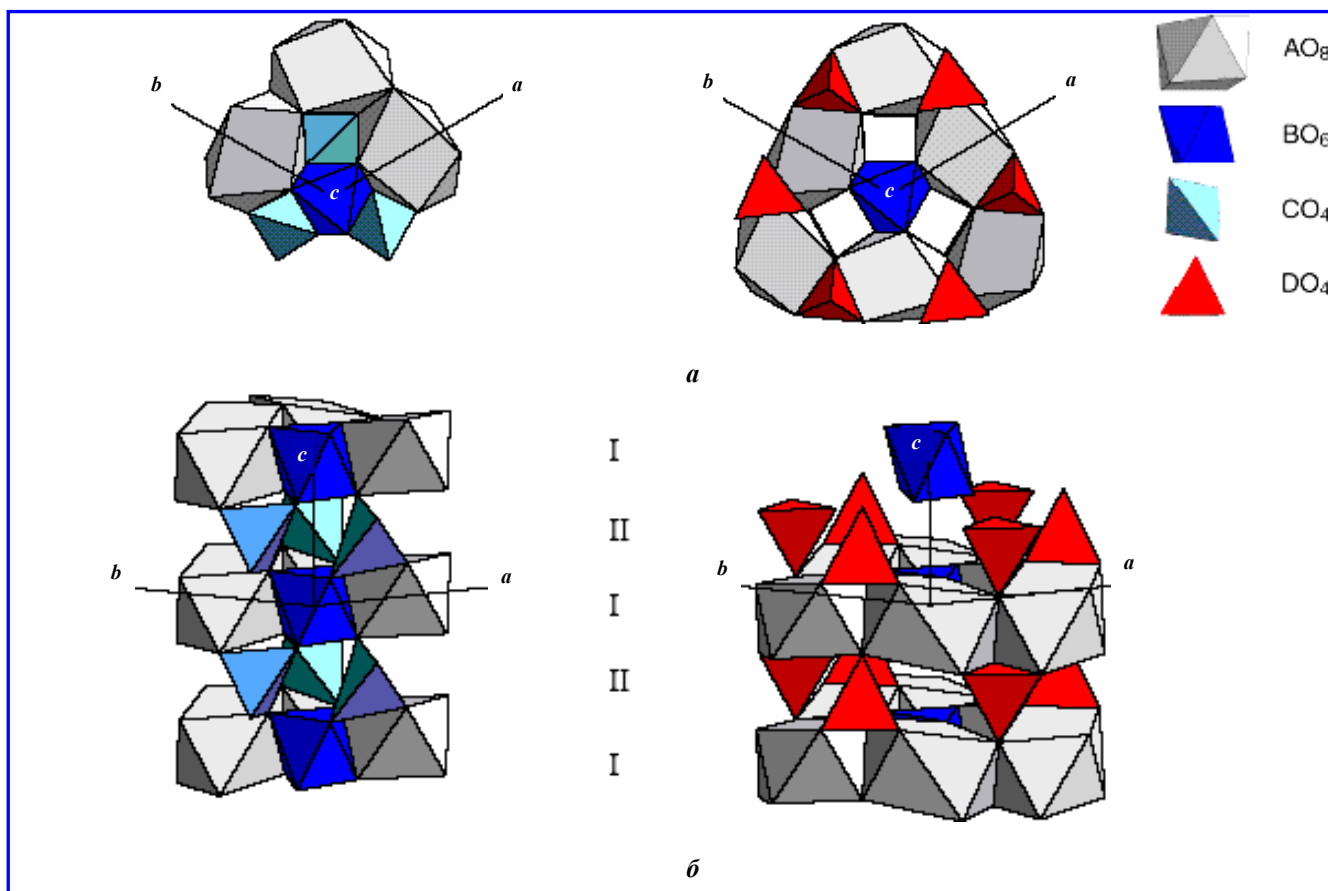 b a b a AO₈
c c BO₆
CO₄
DO₄
а
c I c
II
b a I b a
II
I
б